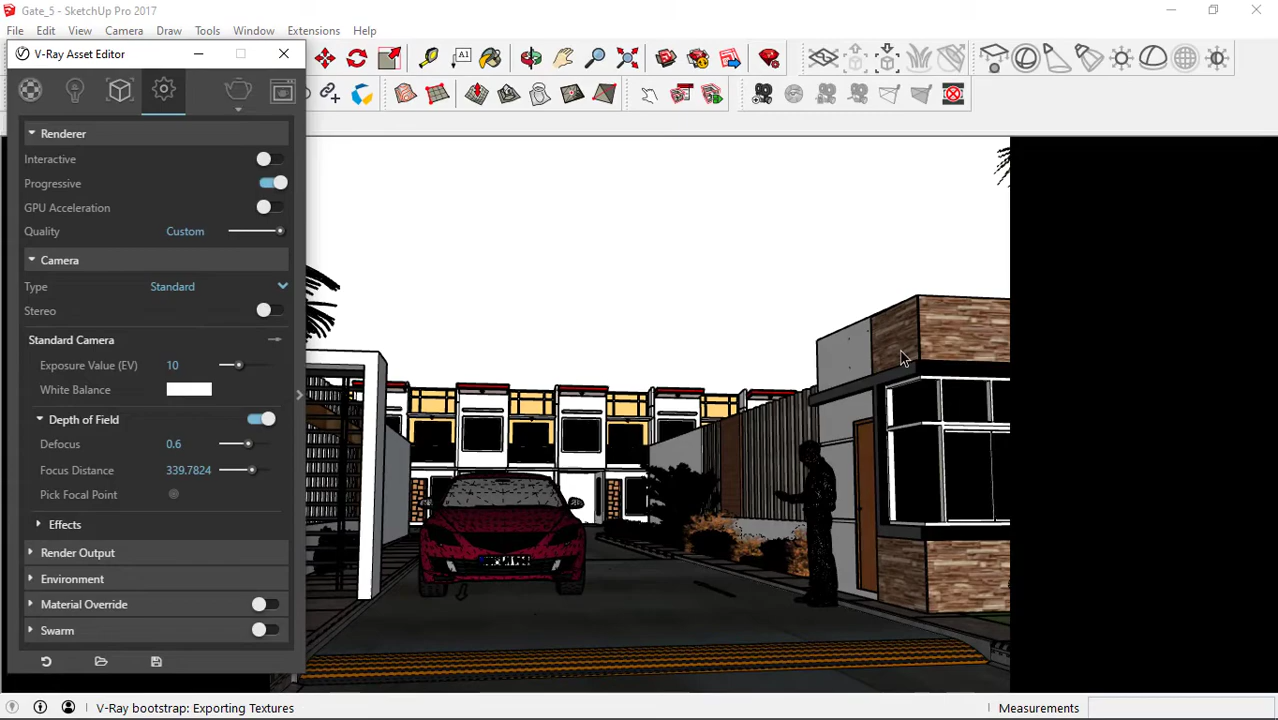 Gate_5 - SketchUp Pro 2017
File Edit View Camera Draw Tools Window Extensions Help
V-Ray Asset Editor
A1
Renderer
Interactive
Progressive
GPU Acceleration
Quality Custom
Camera
Type Standard
Stereo
Standard Camera
Exposure Value (EV) 10
White Balance
Depth of Field
Defocus 0.6
Focus Distance 339.7824
Pick Focal Point
Effects
Render Output
Environment
Material Override
Swarm
V-Ray bootstrap: Exporting Textures
Measurements